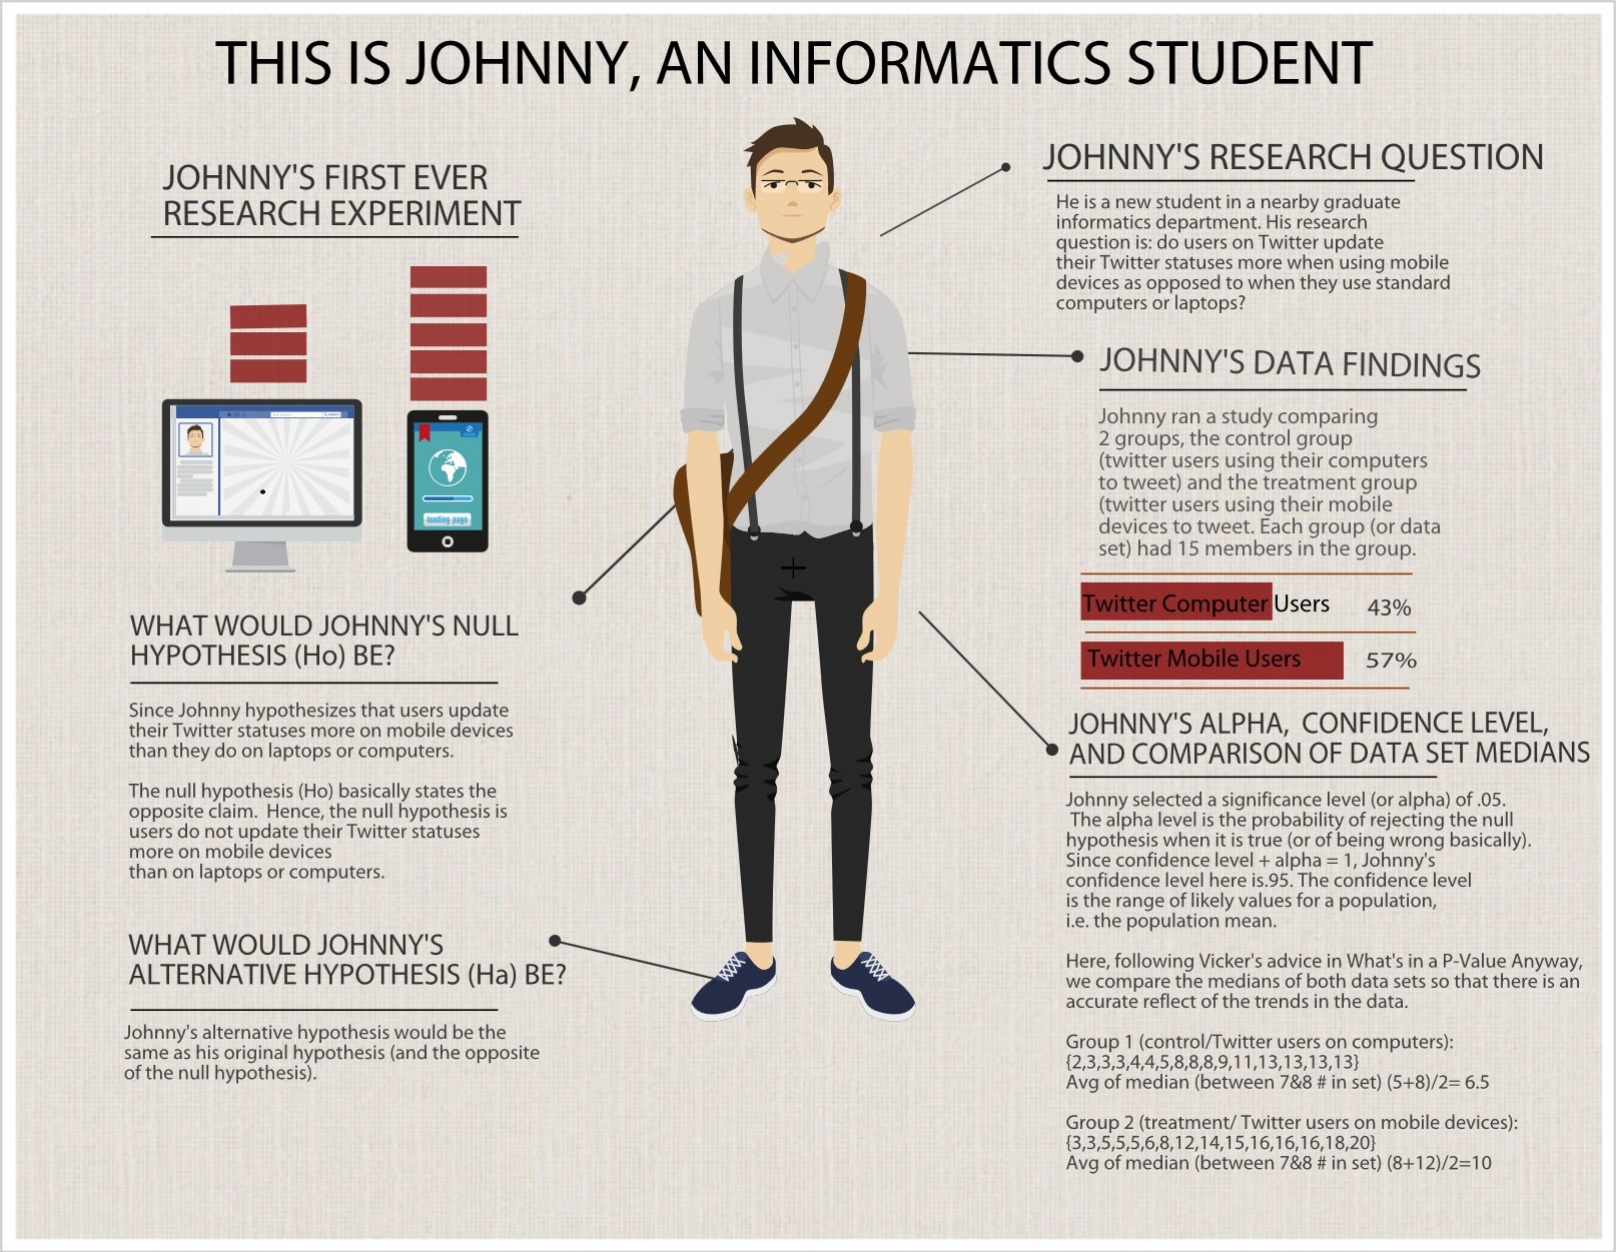 THIS IS JOHNNY, AN INFORMATICS STUDENT
JOHNNY'S FIRST EVER
RESEARCH EXPERIMENT
loading page
WHAT WOULD JOHNNY'S NULL
HYPOTHESIS (Ho) BE?
Since Johnny hypothesizes that users update
their Twitter statuses more on mobile devices
than they do on laptops or computers.
The null hypothesis (Ho) basically states the
opposite claim. Hence, the null hypothesis is
users do not update their Twitter statuses
more on mobile devices
than on laptops or computers.
WHAT WOULD JOHNNY'S
ALTERNATIVE HYPOTHESIS (Ha) BE?
Johnny's alternative hypothesis would be the
same as his original hypothesis (and the opposite
of the null hypothesis).
JOHNNY'S RESEARCH QUESTION
He is a new student in a nearby graduate
informatics department. His research
question is: do users on Twitter update
their Twitter statuses more when using mobile
devices as opposed to when they use standard
computers or laptops?
JOHNNY'S DATA FINDINGS
Johnny ran a study comparing
2 groups, the control group
(twitter users using their computers
to tweet) and the treatment group
(twitter users using their mobile
devices to tweet. Each group (or data
set) had 15 members in the group.
Twitter Computer Users 43%
Twitter Mobile Users 57%
JOHNNY'S ALPHA, CONFIDENCE LEVEL,
AND COMPARISON OF DATA SET MEDIANS
Johnny selected a significance level (or alpha) of .05.
The alpha level is the probability of rejecting the null
hypothesis when it is true (or of being wrong basically).
Since confidence level + alpha = 1, Johnny's
confidence level here is.95. The confidence level
is the range of likely values for a population,
i.e. the population mean.
Here, following Vicker's advice in What's in a P-Value Anyway,
we compare the medians of both data sets so that there is an
accurate reflect of the trends in the data.
Group 1 (control/Twitter users on computers):
{2,3,3,3,4,4,5,8,8,8,9,11,13,13,13,13}
Avg of median (between 7&8 # in set) (5+8)/2= 6.5
Group 2 (treatment/ Twitter users on mobile devices):
{3,3,5,5,5,6,8,12,14,15,16,16,16,18,20}
Avg of median (between 7&8 # in set) (8+12)/2=10